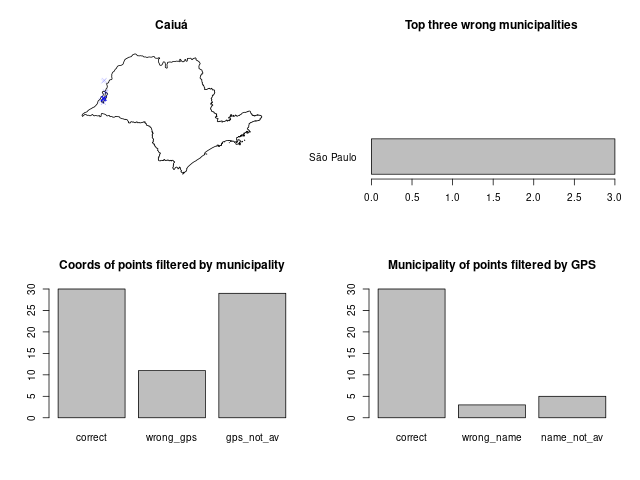 Caiuá
Top three wrong municipalities
São Paulo
0.0 0.5 1.0 1.5 2.0 2.5 3.0
Coords of points filtered by municipality
30
25
20
15
10
5
0
correct wrong_gps gps_not_av
Municipality of points filtered by GPS
30
25
20
15
10
5
0
correct wrong_name name_not_av